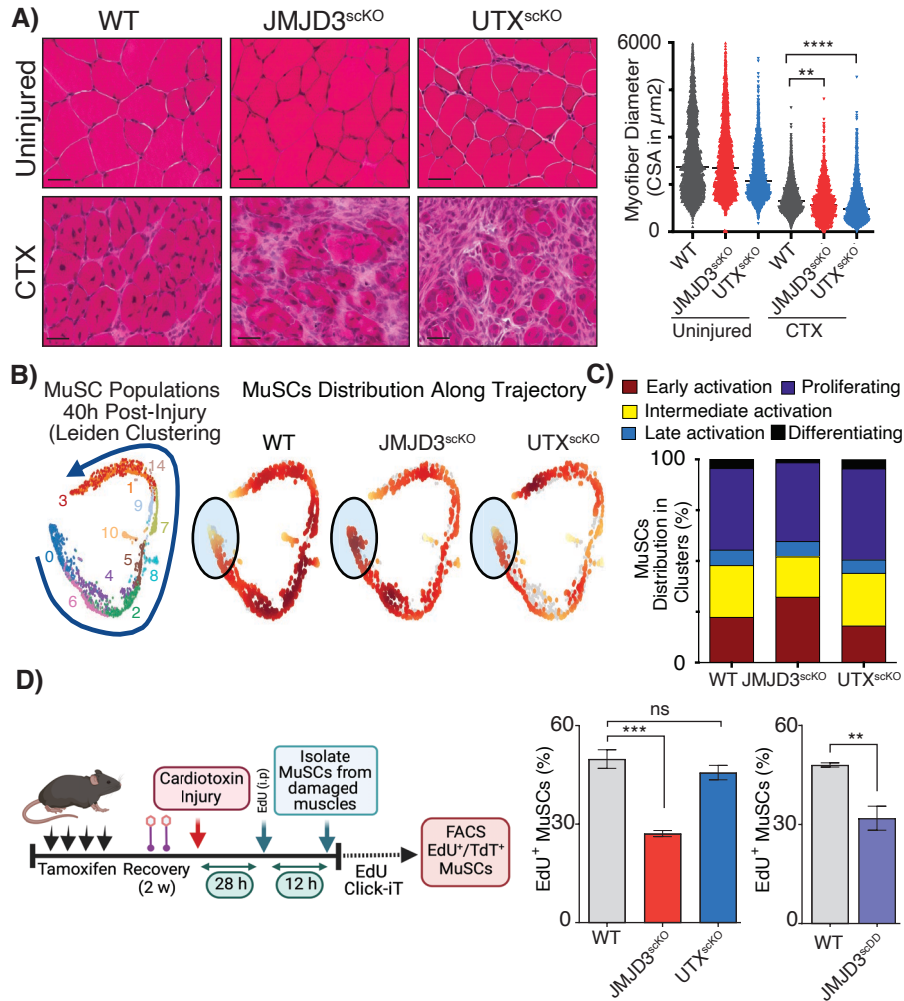 A)
WT
JMJD3scKO
UTXscKO
Uninjured
CTX
Myofiber Diameter
(CSA in μm2)
6000
0
****
**
WT
JMJD3scKO
UTXscKO
WT
JMJD3scKO
UTXscKO
Uninjured
CTX
B)
MuSC Populations
40h Post-Injury
(Leiden Clustering
MuSCs Distribution Along Trajectory
WT
JMJD3scKO
UTXscKO
14
3
1
9
10
7
0
5
8
4
6
2
C)
Early activation
Proliferating
Intermediate activation
Late activation
Differentiating
MuSCs
Distribution in
Clusters (%)
100
0
WT
JMJD3scKO
UTXscKO
D)
Tamoxifen
Recovery
(2 w)
Cardiotoxin
Injury
EdU (i.p)
Isolate
MuSCs from
damaged
muscles
28 h
12 h
EdU
Click-iT
FACS
EdU+/TdT+
MuSCs
EdU+ MuSCs (%)
60
30
0
ns
***
WT
JMJD3scKO
UTXscKO
EdU+ MuSCs (%)
60
30
0
**
WT
JMJD3scDD